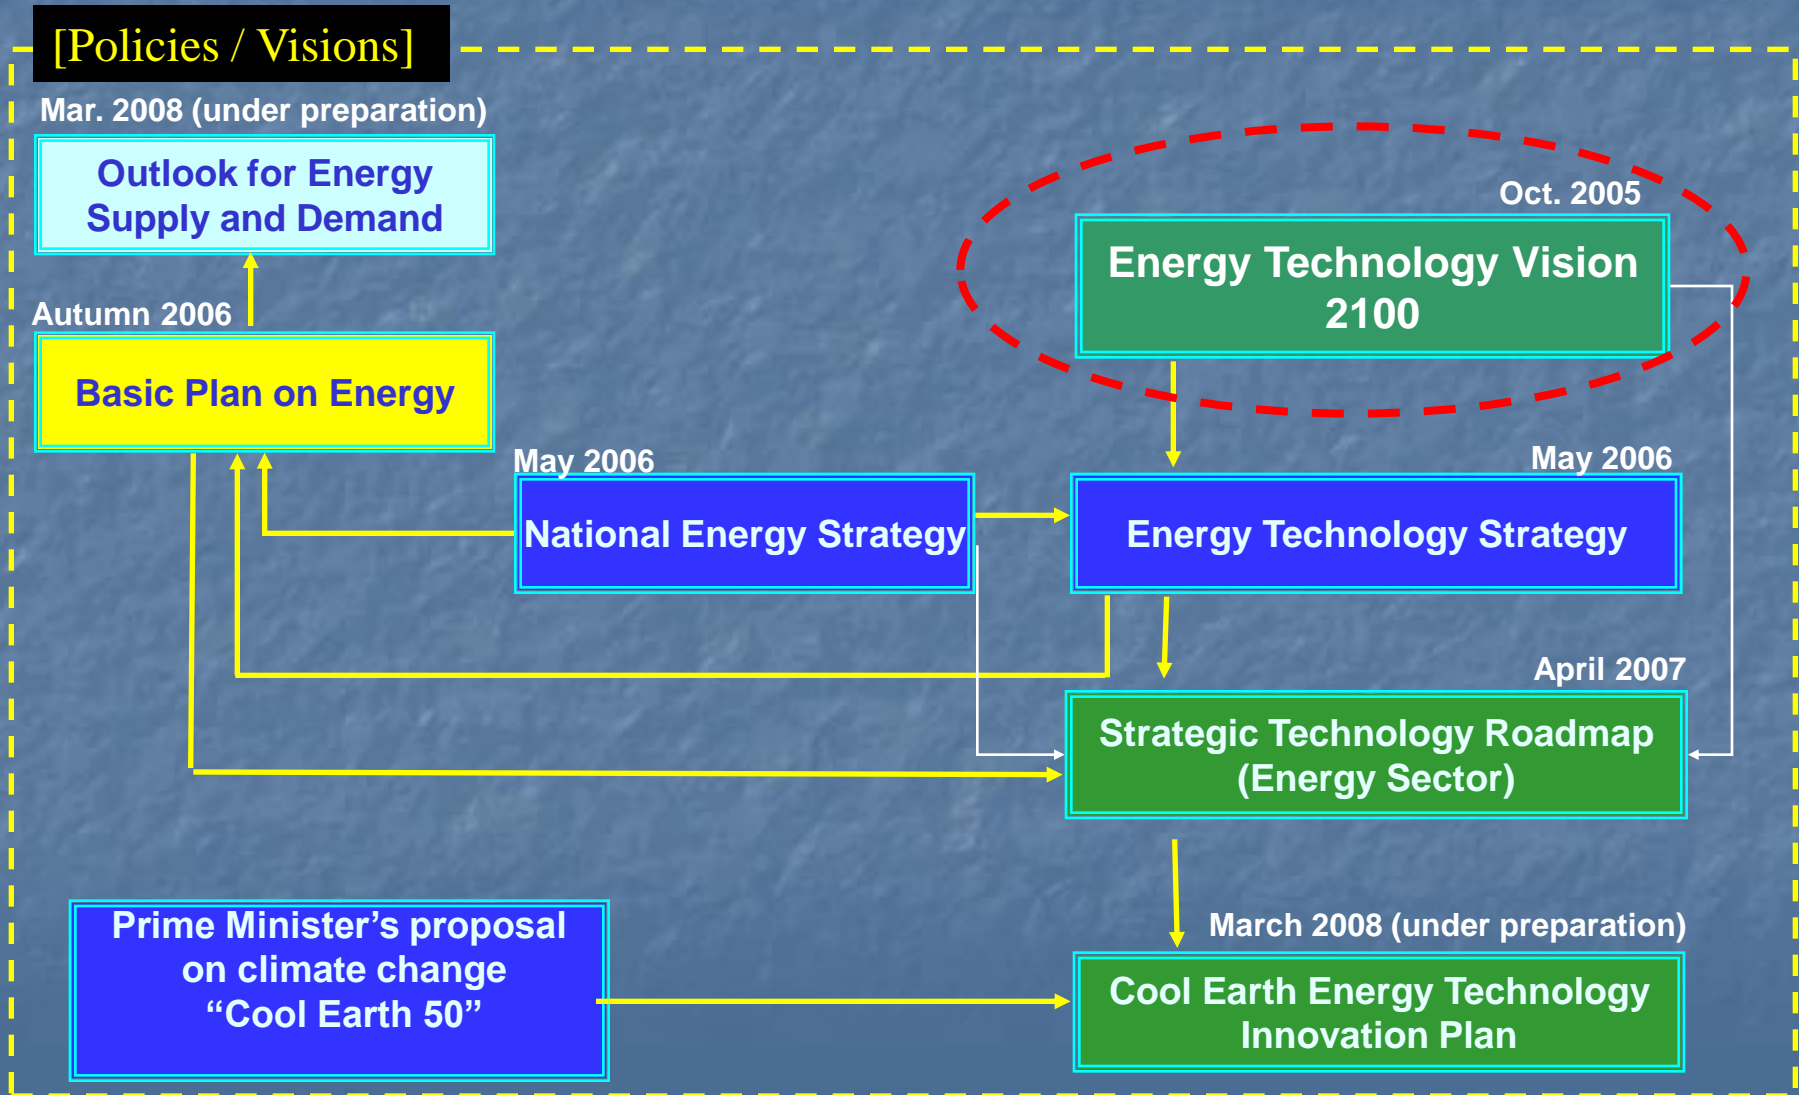 [Policies / Visions]
Mar. 2008 (under preparation)
Outlook for Energy
Supply and Demand
Oct. 2005
Energy Technology Vision
2100
Autumn 2006
Basic Plan on Energy
May 2006
National Energy Strategy
May 2006
Energy Technology Strategy
April 2007
Strategic Technology Roadmap
(Energy Sector)
Prime Minister’s proposal
on climate change
“Cool Earth 50”
March 2008 (under preparation)
Cool Earth Energy Technology
Innovation Plan